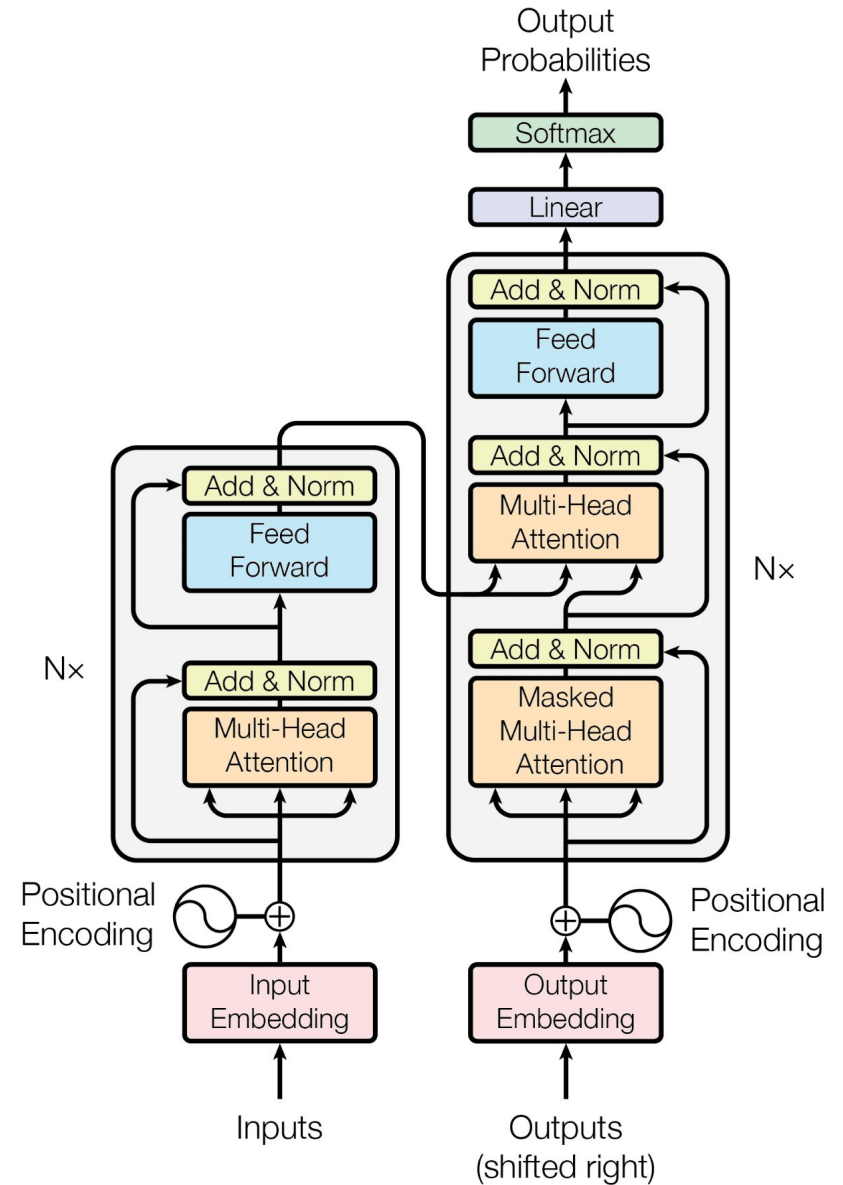 Output
Probabilities
Softmax
Linear
Add & Norm
Feed
Forward
Add & Norm
Multi-Head
Attention
Add & Norm
Masked
Multi-Head
Attention
N×
Add & Norm
Feed
Forward
Add & Norm
Multi-Head
Attention
N×
Positional
Encoding
Positional
Encoding
Input
Embedding
Output
Embedding
Inputs
Outputs
(shifted right)